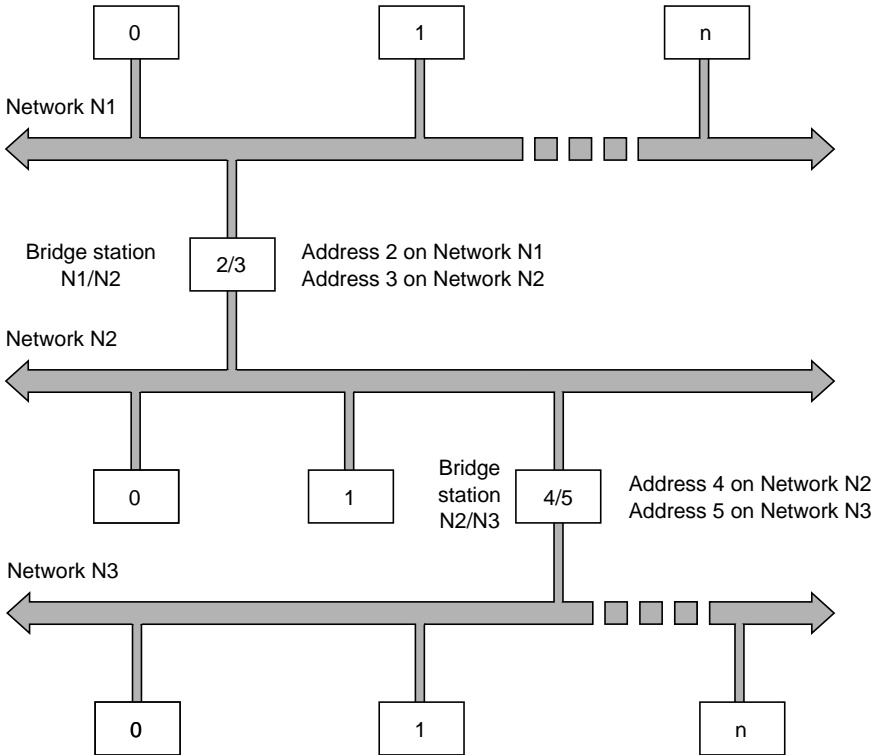 0
1
n
Network N1
Bridge station
N1/N2
2/3
Address 2 on Network N1
Address 3 on Network N2
Network N2
0
1
Bridge
station
N2/N3
4/5
Address 4 on Network N2
Address 5 on Network N3
Network N3
0
1
n